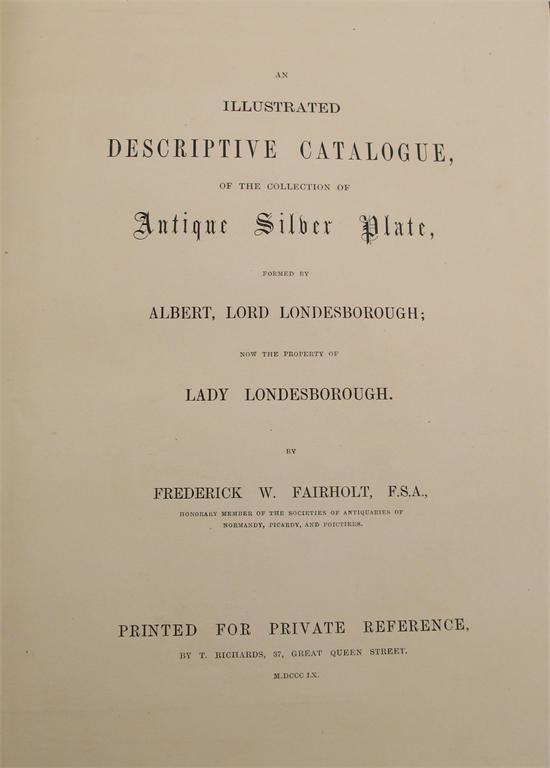 AN
ILLUSTRATED
DESCRIPTIVE CATALOGUE,
OF THE COLLECTION OF
Antique Silver Plate,
FORMED BY
ALBERT, LORD LONDESBOROUGH;
NOW THE PROPERTY OF
LADY LONDESBOROUGH.
BY
FREDERICK W. FAIRHOLT, F.S.A.,
HONORARY MEMBER OF THE SOCIETIES OF ANTIQUARIES OF
NORMANDY, PICARDY, AND POICTIERS.
PRINTED FOR PRIVATE REFERENCE,
BY T. RICHARDS, 37, GREAT QUEEN STREET.
M.DCCC LX.